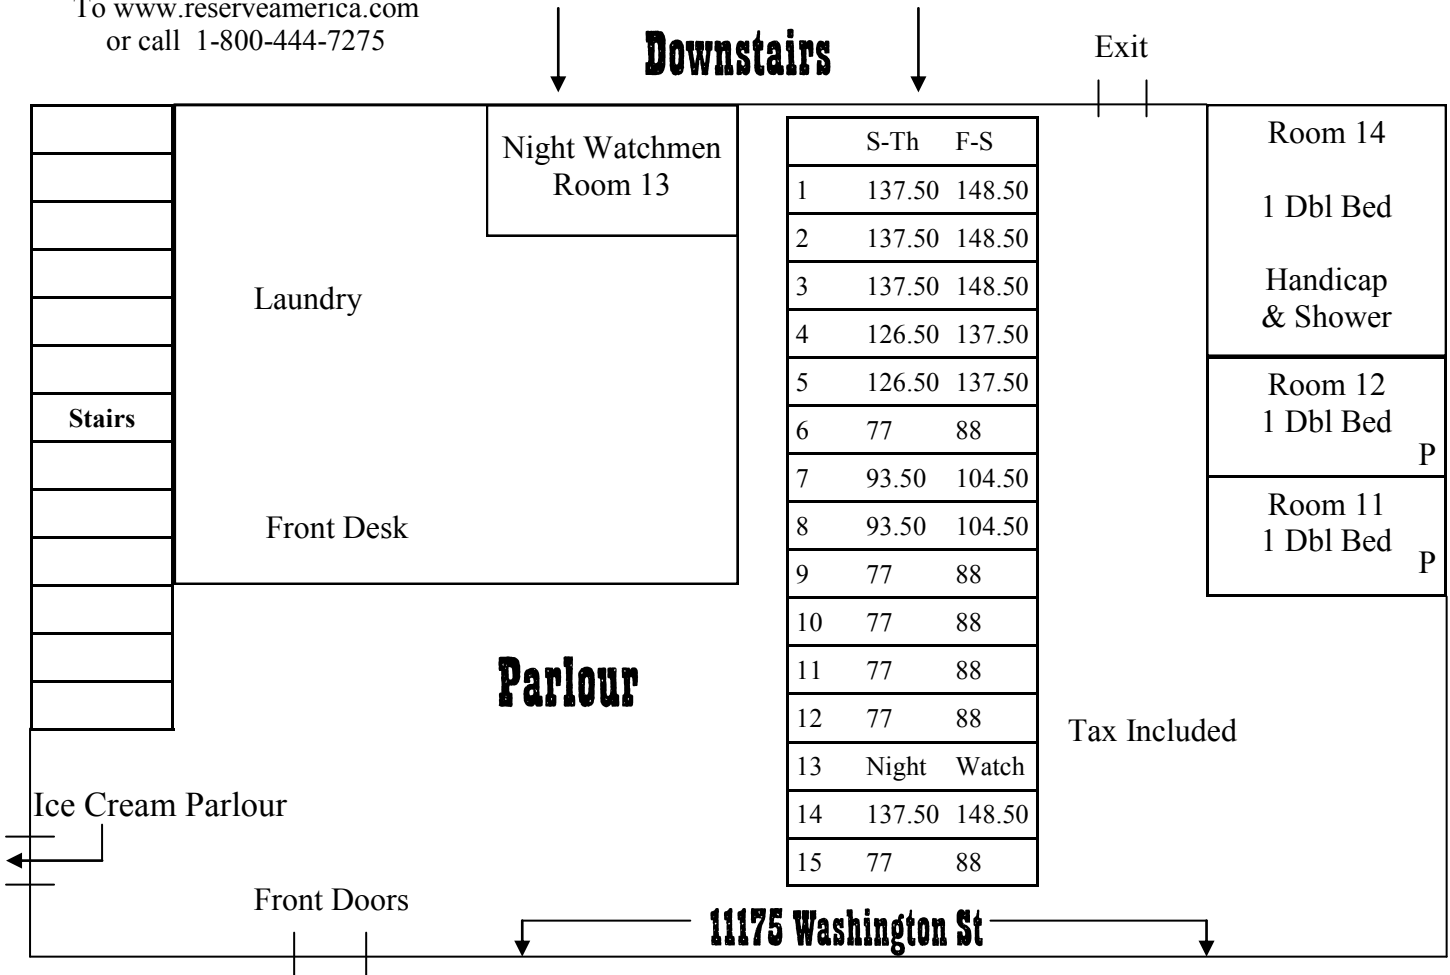 To www.reserveamerica.com
or call 1-800-444-7275
Downstairs
Exit
Night Watchmen
Room 13
Laundry
Stairs
Front Desk
Parlour
S-Th F-S
1 137.50 148.50
2 137.50 148.50
3 137.50 148.50
4 126.50 137.50
5 126.50 137.50
6 77 88
7 93.50 104.50
8 93.50 104.50
9 77 88
10 77 88
11 77 88
12 77 88
13 Night Watch
14 137.50 148.50
15 77 88
Room 14
1 Dbl Bed
Handicap
& Shower
Room 12
1 Dbl Bed
P
Room 11
1 Dbl Bed
P
Tax Included
Ice Cream Parlour
Front Doors
11175 Washington St